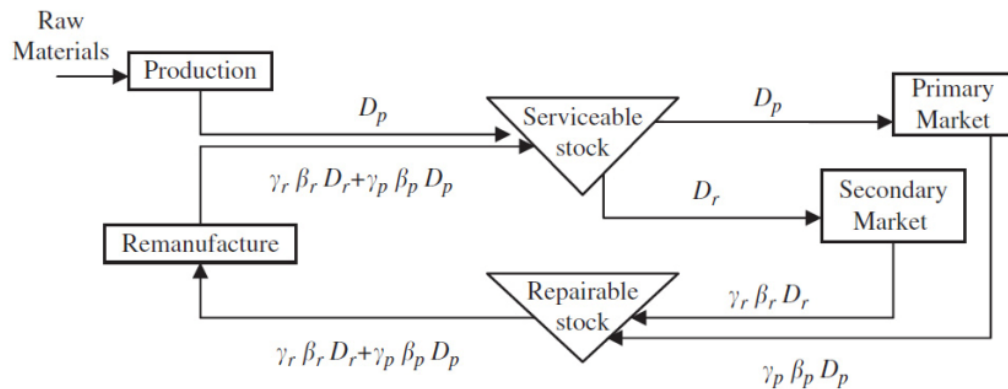 Raw
Materials
Production
D_p
Serviceable
stock
D_p
Primary
Market
γ_r β_r D_r+γ_p β_p D_p
D_r
Secondary
Market
Remanufacture
Repairable
stock
γ_r β_r D_r
γ_r β_r D_r+γ_p β_p D_p
γ_p β_p D_p